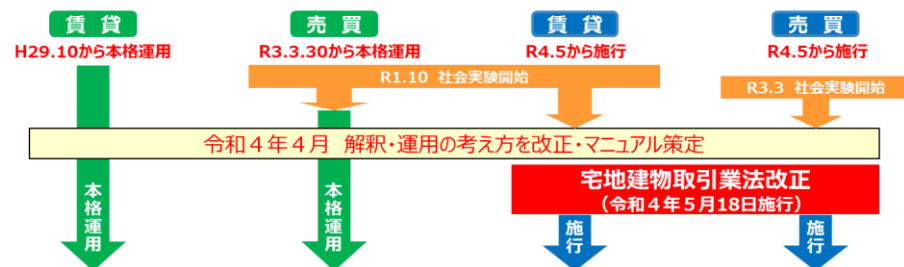 賃貸
売買
賃貸
売買
H29.10から本格運用
R3.3.30から本格運用
R4.5から施行
R4.5から施行
R1.10 社会実験開始
R3.3 社会実験開始
令和４年４月 解釈・運用の考え方を改正・マニュアル策定
宅地建物取引業法改正
（令和４年５月18日施行）
本格運用
本格運用
施行
施行